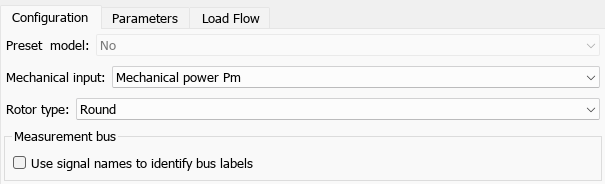 Configuration Parameters Load Flow
Preset model: No
Mechanical input: Mechanical power Pm
Rotor type: Round
Measurement bus
Use signal names to identify bus labels